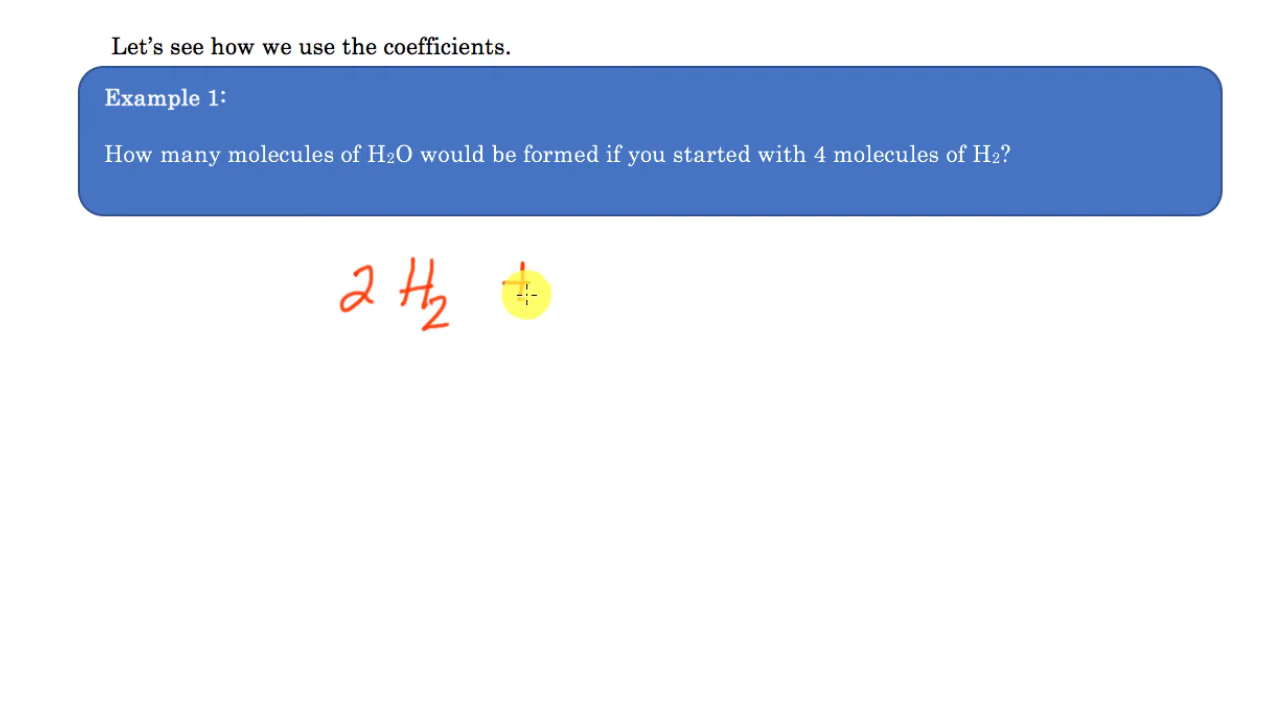 Let's see how we use the coefficients.
Example 1:
How many molecules of H₂O would be formed if you started with 4 molecules of H₂?
2 H₂ +